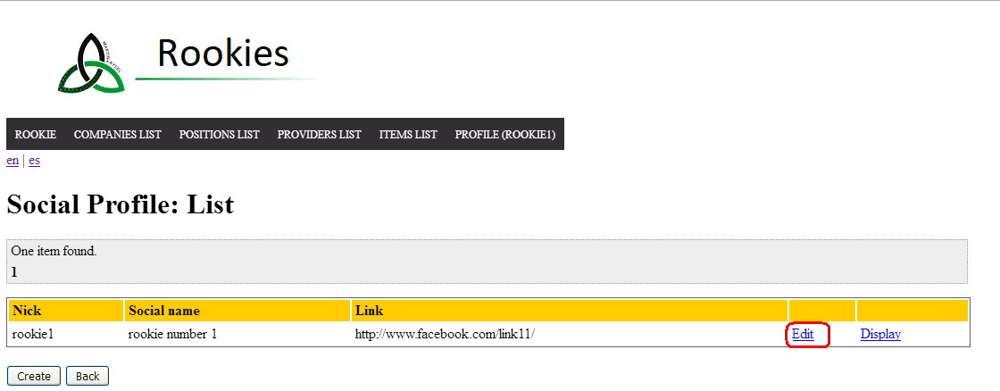 Rookies
ROOKIE COMPANIES LIST POSITIONS LIST PROVIDERS LIST ITEMS LIST PROFILE (ROOKIE1)
en | es
Social Profile: List
One item found.
1
Nick Social name Link
rookie1 rookie number 1 http://www.facebook.com/link11/ Edit Display
Create Back